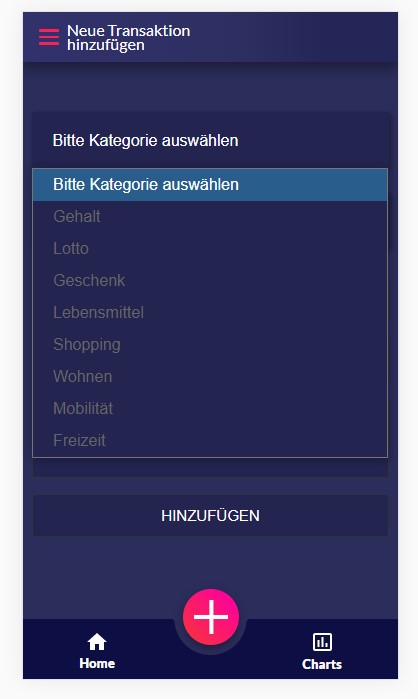 Neue Transaktion
hinzufügen
Bitte Kategorie auswählen
Bitte Kategorie auswählen
Gehalt
Lotto
Geschenk
Lebensmittel
Shopping
Wohnen
Mobilität
Freizeit
HINZUFÜGEN
Home
Charts